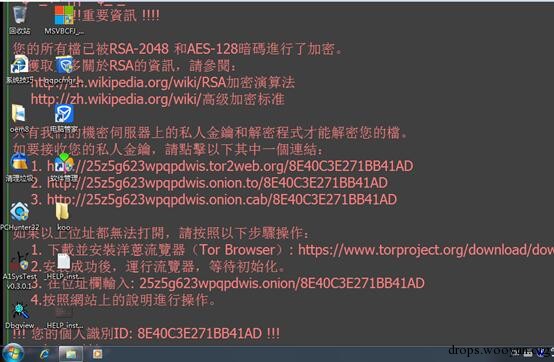 !!! 重要資訊 !!!!
您的所有檔已被RSA-2048 和AES-128暗碼進行了加密。
獲取 多關於RSA的資訊，請參閱：
http://zh.wikipedia.org/wiki/RSA加密演算法
http://zh.wikipedia.org/wiki/高级加密标准
只有我們的機密伺服器上的私人金鑰和解密程式才能解密您的檔。
如要接收您的私人金鑰，請點擊以下其中一個連結：
1. http://25z5g623wpqpdwis.tor2web.org/8E40C3E271BB41AD
2. http://25z5g623wpqpdwis.onion.to/8E40C3E271BB41AD
3. http://25z5g623wpqpdwis.onion.cab/8E40C3E271BB41AD
如果以上位址都無法打開，請按照以下步驟操作：
1. 下載並安裝洋蔥流覽器（Tor Browser）: https://www.torproject.org/download/dow
2.安裝成功後，運行流覽器，等待初始化。
3. 在位址欄輸入: 25z5g623wpqpdwis.onion/8E40C3E271BB41AD
4.按照網站上的說明進行操作。
!!! 您的個人識別ID: 8E40C3E271BB41AD !!!
回收站
MSVBCFJ_...
系统技巧
oem8
电脑管家
清理垃圾
软件管理
PCHunter32
koo
A1SysTest_v0.3.0.1
_HELP_inst...
Dbgview
_HELP_inst...
drops.wooyun.org